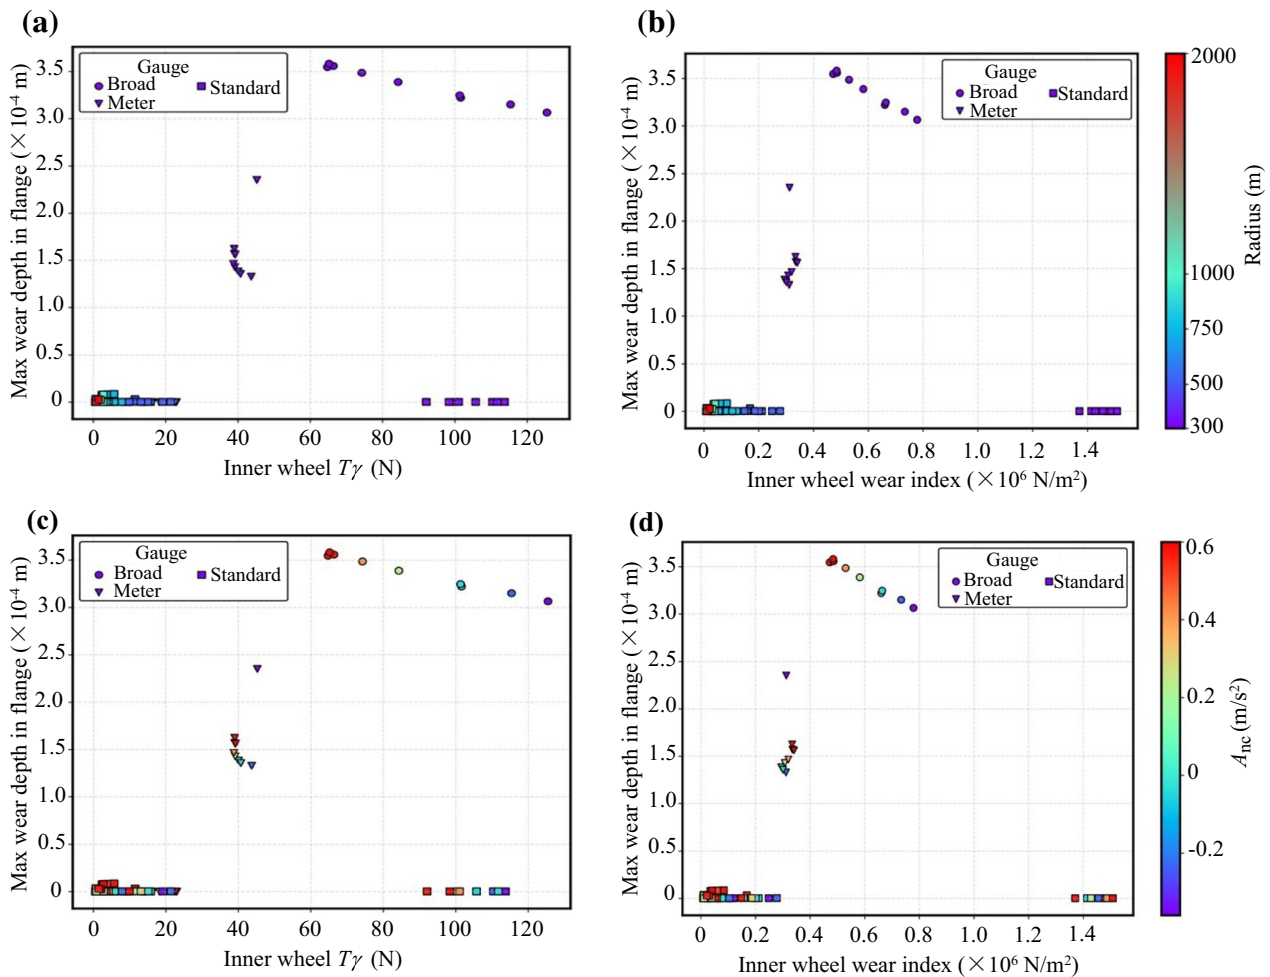 (a)
Max wear depth in flange (×10⁻⁴ m)
3.5
3.0
2.5
2.0
1.5
1.0
0.5
0
Gauge
Broad
Standard
Meter
0 20 40 60 80 100 120
Inner wheel Tγ (N)
(b)
Max wear depth in flange (×10⁻⁴ m)
3.5
3.0
2.5
2.0
1.5
1.0
0.5
0
Gauge
Broad
Standard
Meter
0 0.2 0.4 0.6 0.8 1.0 1.2 1.4
Inner wheel wear index (×10⁶ N/m²)
2000
1000
750
500
300
Radius (m)
(c)
Max wear depth in flange (×10⁻⁴ m)
3.5
3.0
2.5
2.0
1.5
1.0
0.5
0
Gauge
Broad
Standard
Meter
0 20 40 60 80 100 120
Inner wheel Tγ (N)
(d)
Max wear depth in flange (×10⁻⁴ m)
3.5
3.0
2.5
2.0
1.5
1.0
0.5
0
Gauge
Broad
Standard
Meter
0 0.2 0.4 0.6 0.8 1.0 1.2 1.4
Inner wheel wear index (×10⁶ N/m²)
0.6
0.4
0.2
0
-0.2
Anc (m/s²)